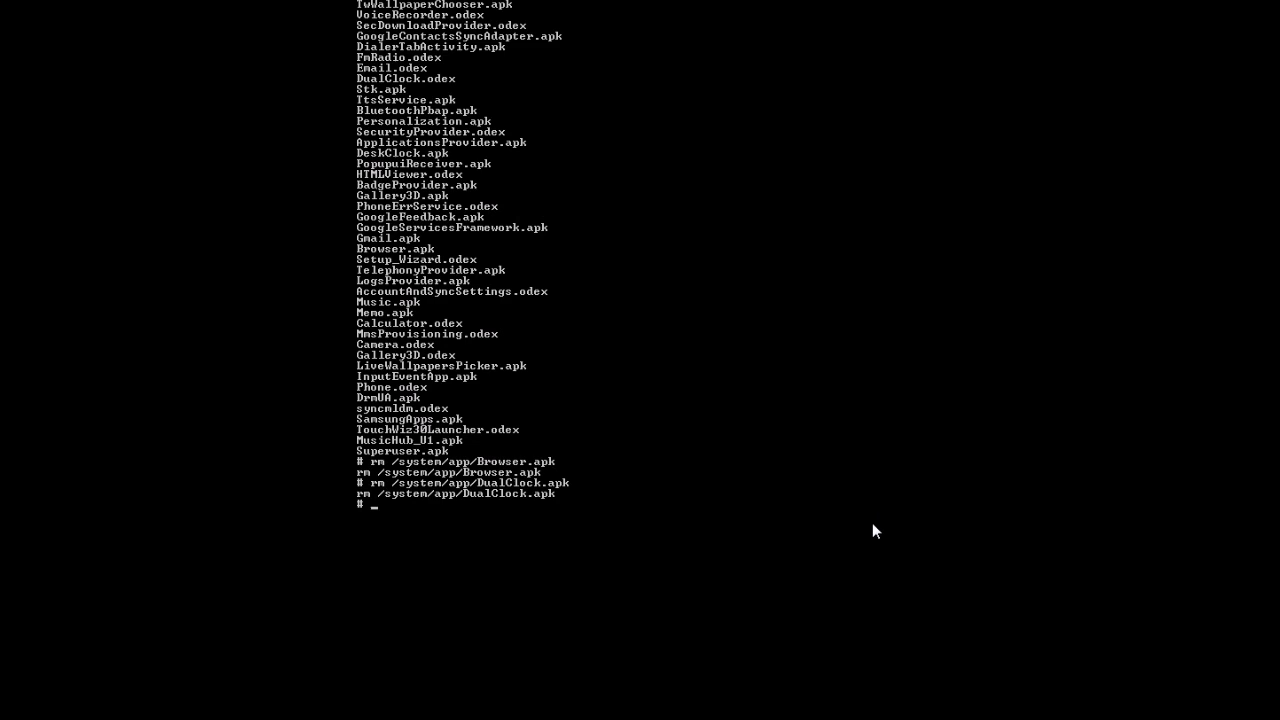 TwWallpaperChooser.apk
VoiceRecorder.odex
SecDownloadProvider.odex
GoogleContactsSyncAdapter.apk
DialerTabActivity.apk
FmRadio.odex
Email.odex
DualClock.odex
Stk.apk
TtsService.apk
BluetoothPbap.apk
Personalization.apk
SecurityProvider.odex
ApplicationsProvider.apk
DeskClock.apk
PopupuiReceiver.apk
HTMLViewer.odex
BadgeProvider.apk
Gallery3D.apk
PhoneErrService.odex
GoogleFeedback.apk
GoogleServicesFramework.apk
Gmail.apk
Browser.apk
Setup_Wizard.odex
TelephonyProvider.apk
LogsProvider.apk
AccountAndSyncSettings.odex
Music.apk
Memo.apk
Calculator.odex
MmsProvisioning.odex
Camera.odex
Gallery3D.odex
LiveWallpapersPicker.apk
InputEventApp.apk
Phone.odex
DrmUA.apk
syncmldm.odex
SamsungApps.apk
TouchWiz30Launcher.odex
MusicHub_U1.apk
Superuser.apk
# rm /system/app/Browser.apk
rm /system/app/Browser.apk
# rm /system/app/DualClock.apk
rm /system/app/DualClock.apk
# _